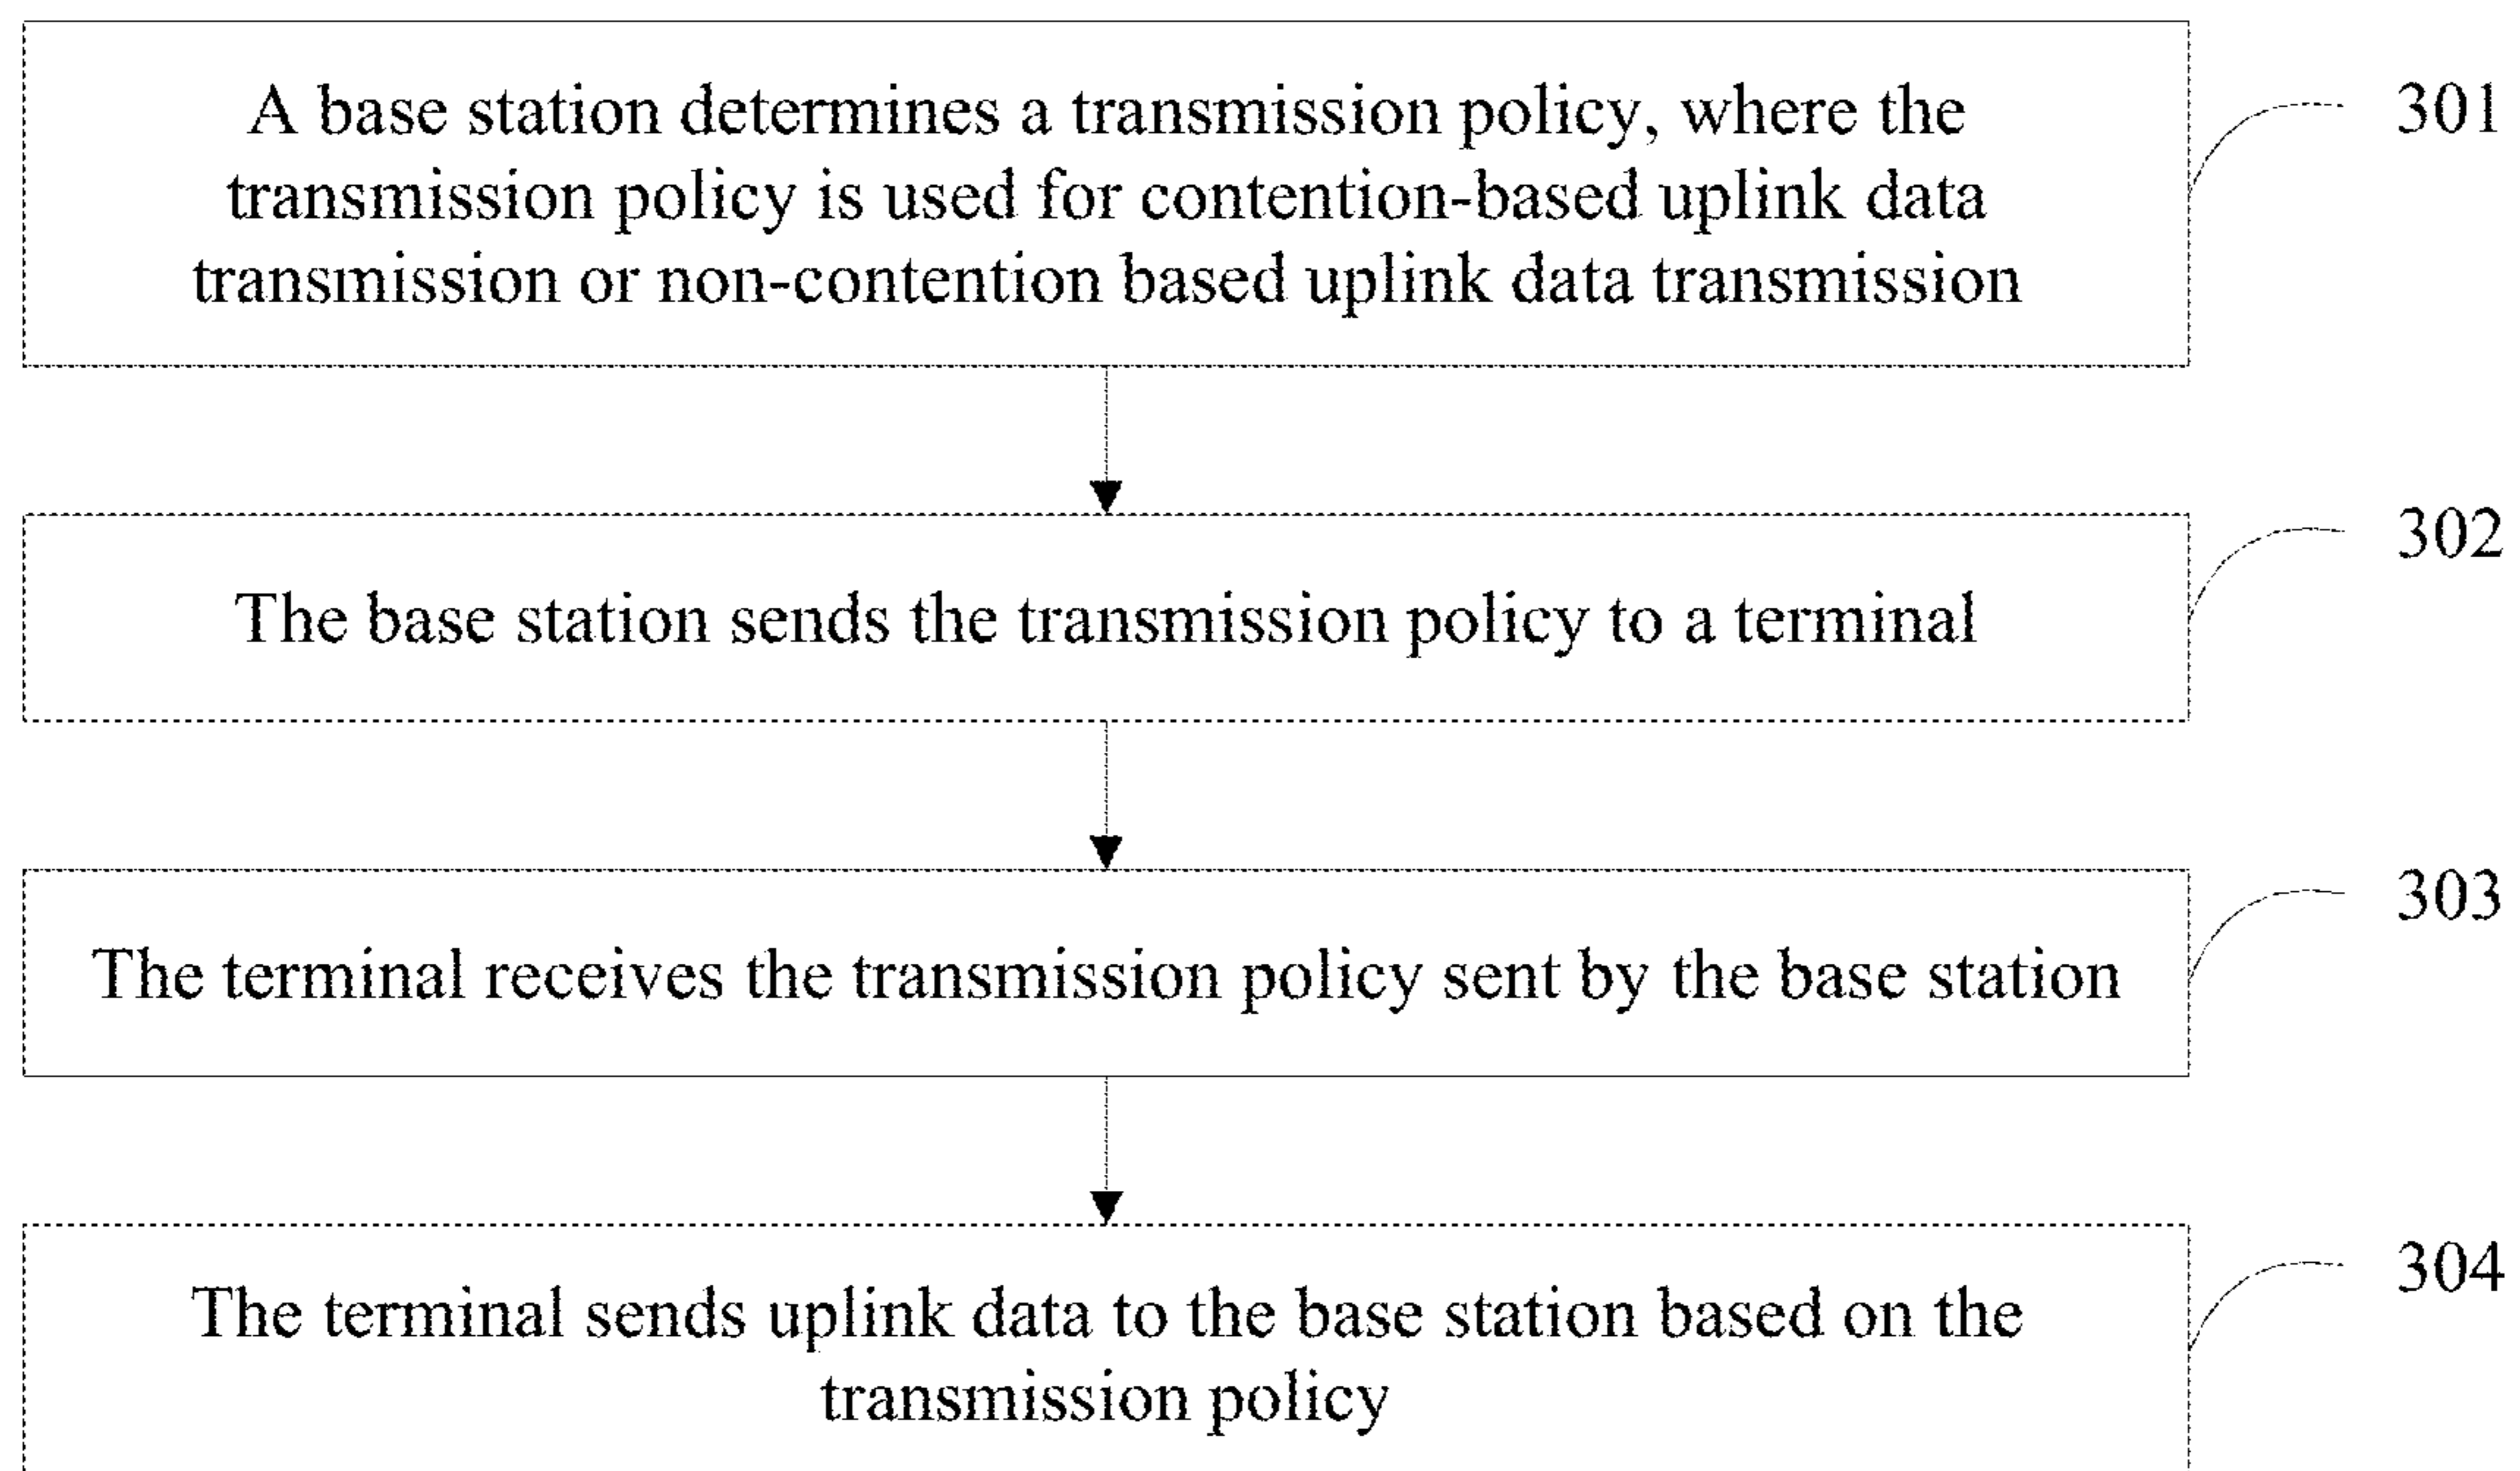 A base station determines a transmission policy, where the
transmission policy is used for contention-based uplink data
transmission or non-contention based uplink data transmission
301
The base station sends the transmission policy to a terminal
302
The terminal receives the transmission policy sent by the base station
303
The terminal sends uplink data to the base station based on the
transmission policy
304